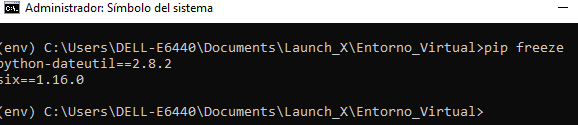 Administrador: Símbolo del sistema
(env) C:\Users\DELL-E6440\Documents\Launch_X\Entorno_Virtual>pip freeze
python-dateutil==2.8.2
six==1.16.0
(env) C:\Users\DELL-E6440\Documents\Launch_X\Entorno_Virtual>